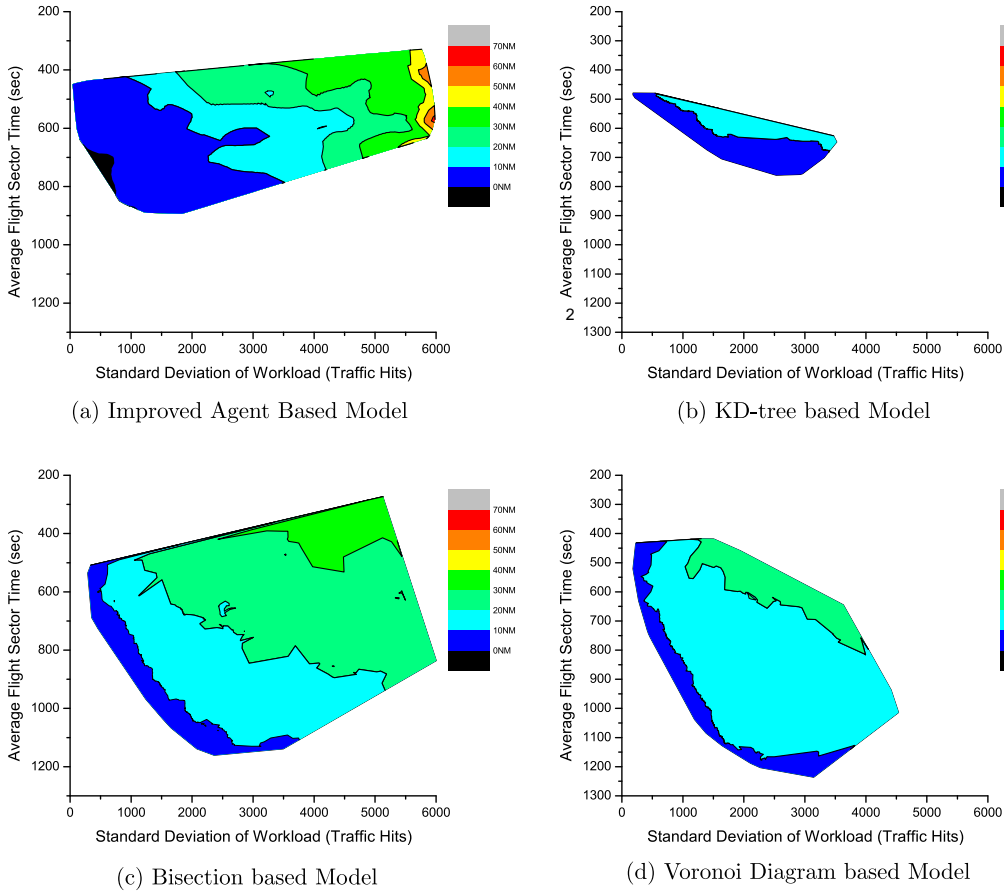 200
400
600
800
1000
1200
0
1000
2000
3000
4000
5000
6000
Average Flight Sector Time (sec)
Standard Deviation of Workload (Traffic Hits)
70NM
60NM
50NM
40NM
30NM
20NM
10NM
0NM
(a) Improved Agent Based Model
200
300
400
500
600
700
800
900
1000
1100
1200
1300
0
1000
2000
3000
4000
5000
6000
Average Flight Sector Time (sec)
2
Standard Deviation of Workload (Traffic Hits)
(b) KD-tree based Model
200
400
600
800
1000
1200
0
1000
2000
3000
4000
5000
6000
Average Flight Sector Time (sec)
Standard Deviation of Workload (Traffic Hits)
70NM
60NM
50NM
40NM
30NM
20NM
10NM
0NM
(c) Bisection based Model
200
300
400
500
600
700
800
900
1000
1100
1200
1300
0
1000
2000
3000
4000
5000
6000
Average Flight Sector Time (sec)
Standard Deviation of Workload (Traffic Hits)
(d) Voronoi Diagram based Model